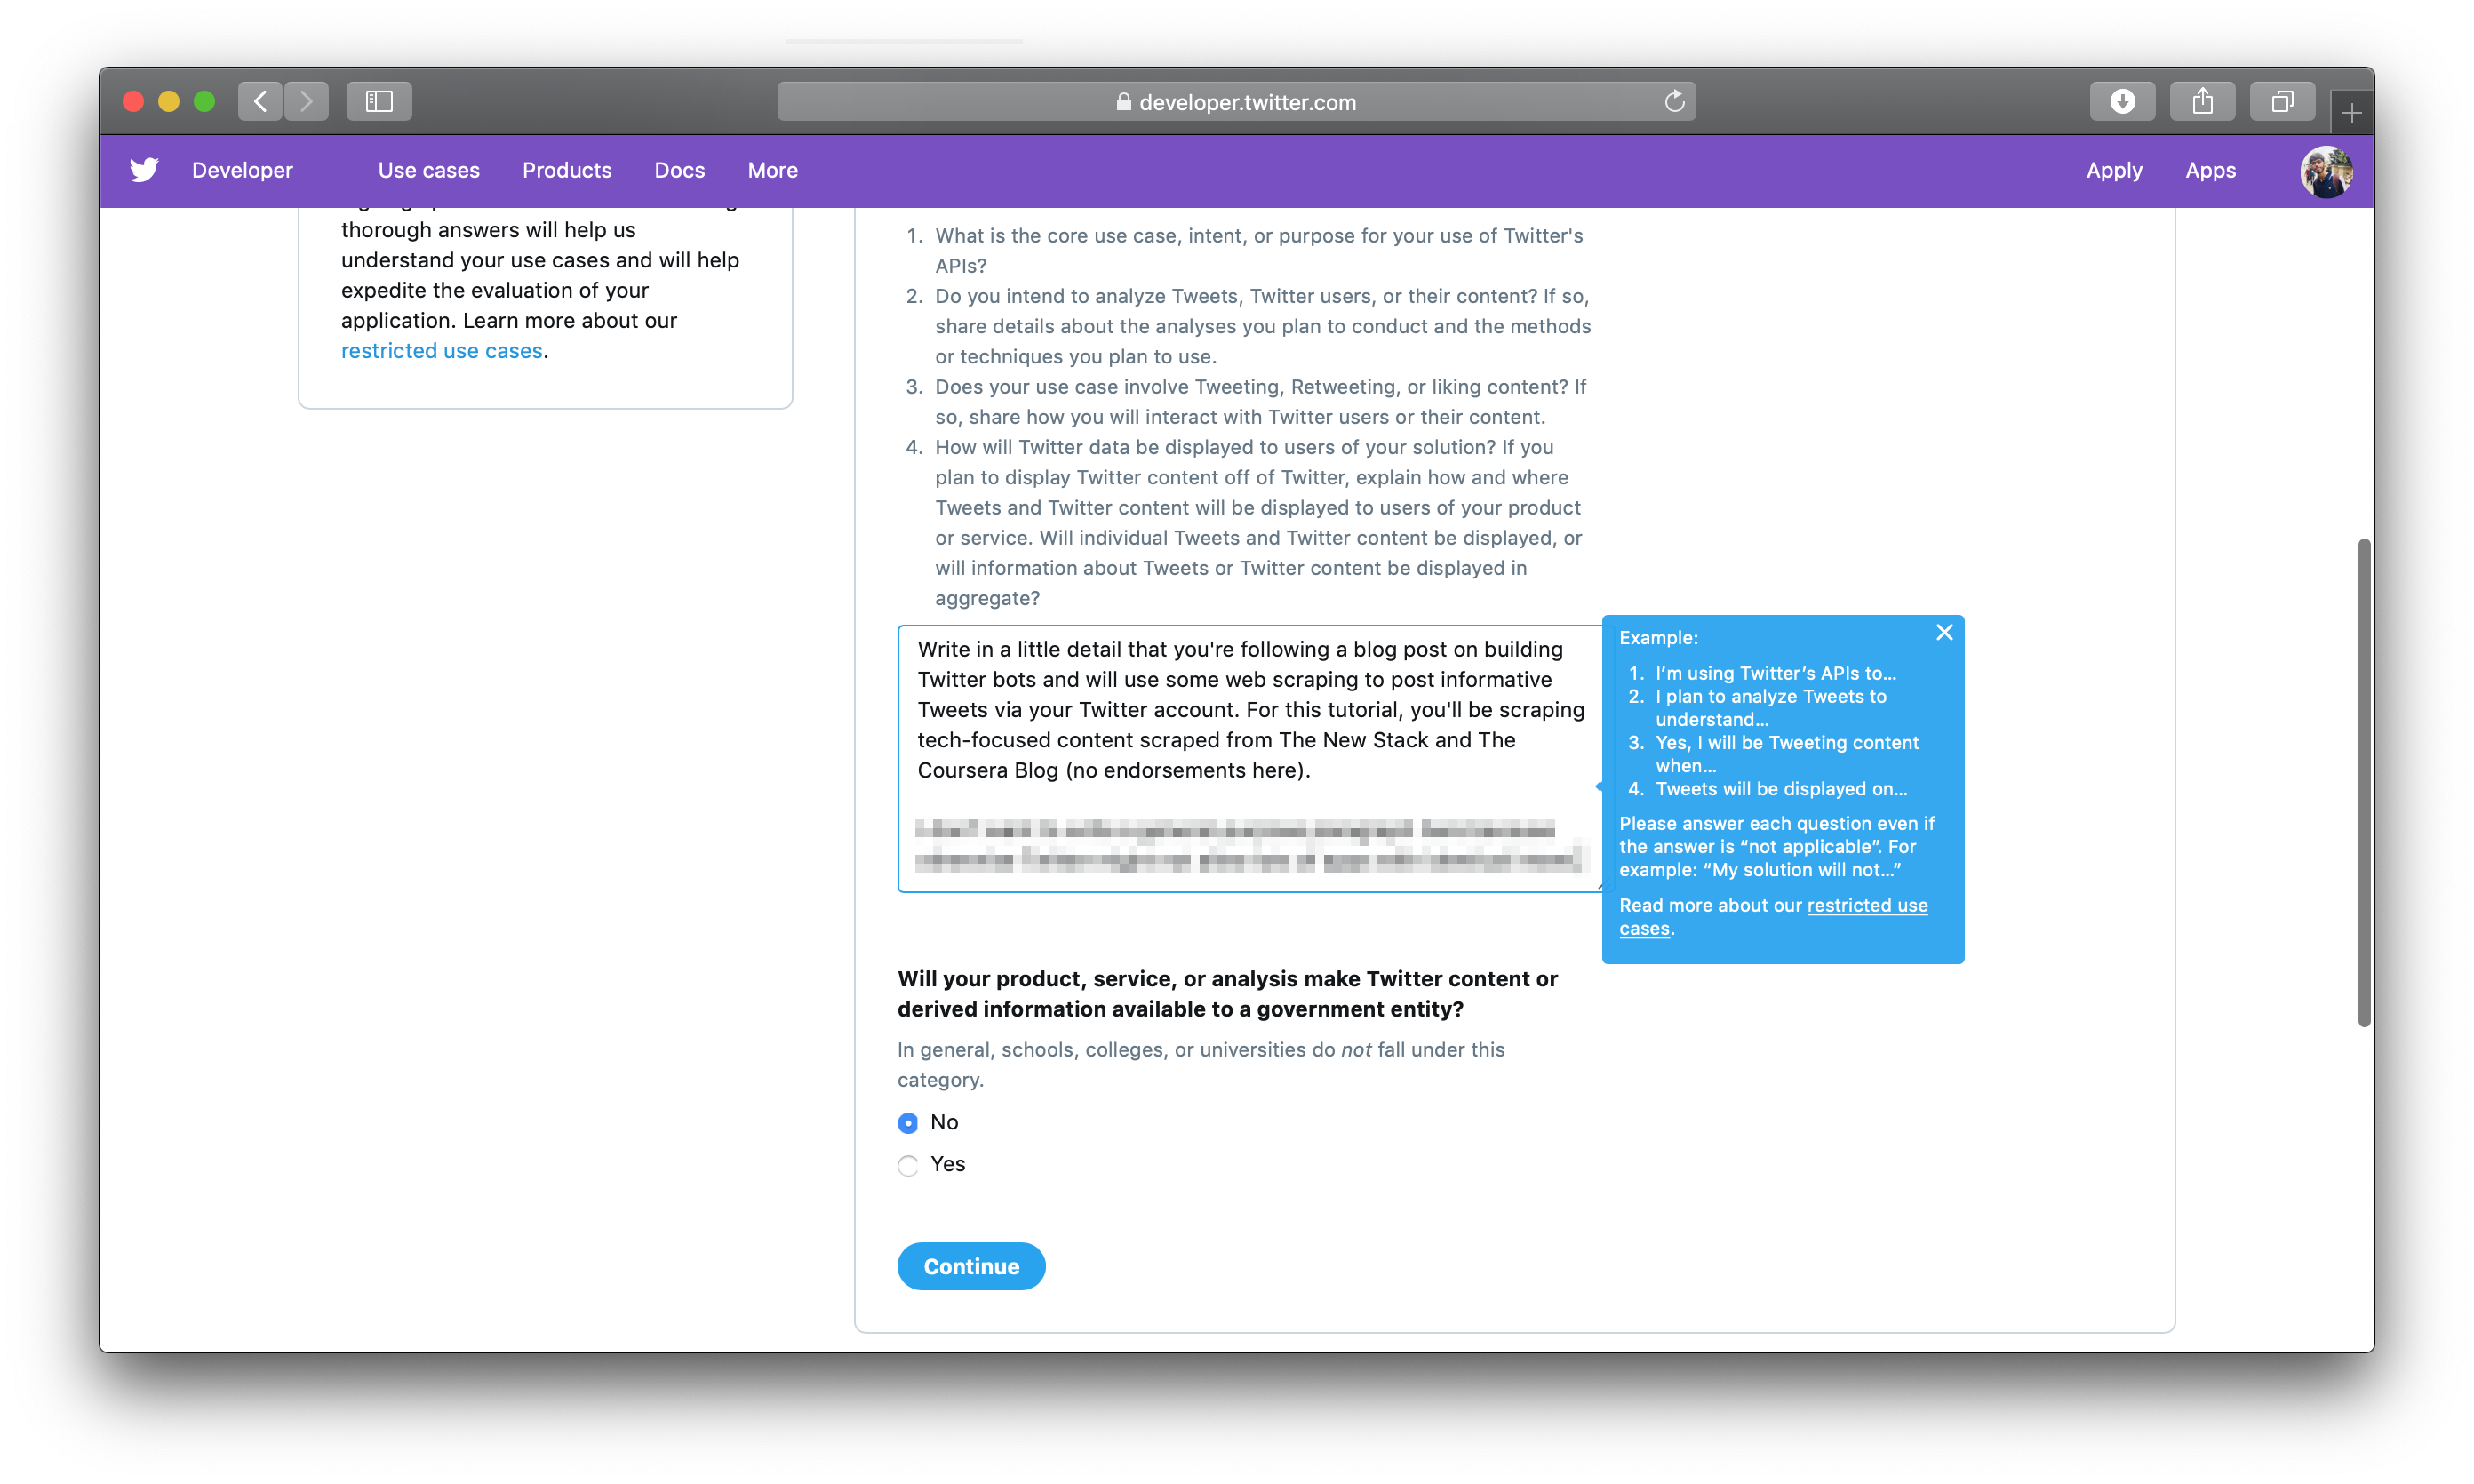 developer.twitter.com
Developer
Use cases
Products
Docs
More
Apply
Apps
thorough answers will help us
understand your use cases and will help
expedite the evaluation of your
application. Learn more about our
restricted use cases.
1. What is the core use case, intent, or purpose for your use of Twitter's
APIs?
2. Do you intend to analyze Tweets, Twitter users, or their content? If so,
share details about the analyses you plan to conduct and the methods
or techniques you plan to use.
3. Does your use case involve Tweeting, Retweeting, or liking content? If
so, share how you will interact with Twitter users or their content.
4. How will Twitter data be displayed to users of your solution? If you
plan to display Twitter content off of Twitter, explain how and where
Tweets and Twitter content will be displayed to users of your product
or service. Will individual Tweets and Twitter content be displayed, or
will information about Tweets or Twitter content be displayed in
aggregate?
Write in a little detail that you're following a blog post on building
Twitter bots and will use some web scraping to post informative
Tweets via your Twitter account. For this tutorial, you'll be scraping
tech-focused content scraped from The New Stack and The
Coursera Blog (no endorsements here).
Example:
1. I’m using Twitter’s APIs to...
2. I plan to analyze Tweets to
understand...
3. Yes, I will be Tweeting content
when...
4. Tweets will be displayed on...
Please answer each question even if
the answer is “not applicable”. For
example: “My solution will not...”
Read more about our restricted use
cases.
Will your product, service, or analysis make Twitter content or
derived information available to a government entity?
In general, schools, colleges, or universities do not fall under this
category.
No
Yes
Continue